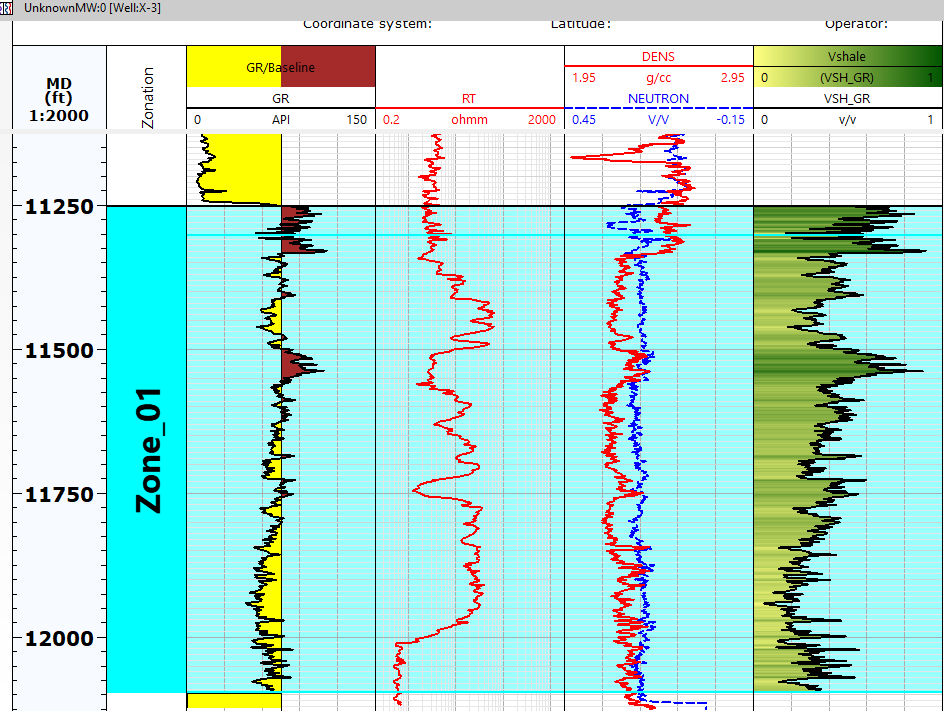 UnknownMW:0 [Well:X-3]
Coordinate system: Latitude: Operator:
MD
(ft)
1:2000
Zonation
GR/Baseline
GR
0 API 150
RT
0.2 ohmm 2000
DENS
1.95 g/cc 2.95
NEUTRON
0.45 V/V -0.15
Vshale
0 (VSH_GR) 1
VSH_GR
0 v/v 1
11250
11500
11750
12000
Zone_01